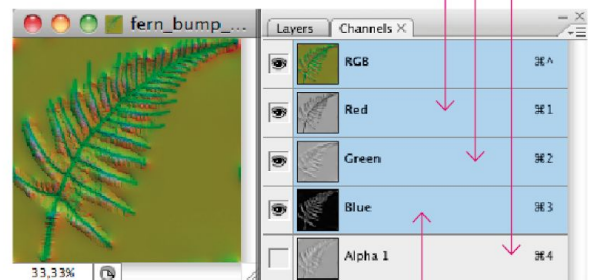 fern_bump_...
Layers
Channels ×
RGB ⌘^
Red ⌘1
Green ⌘2
Blue ⌘3
Alpha 1 ⌘4
33,33%